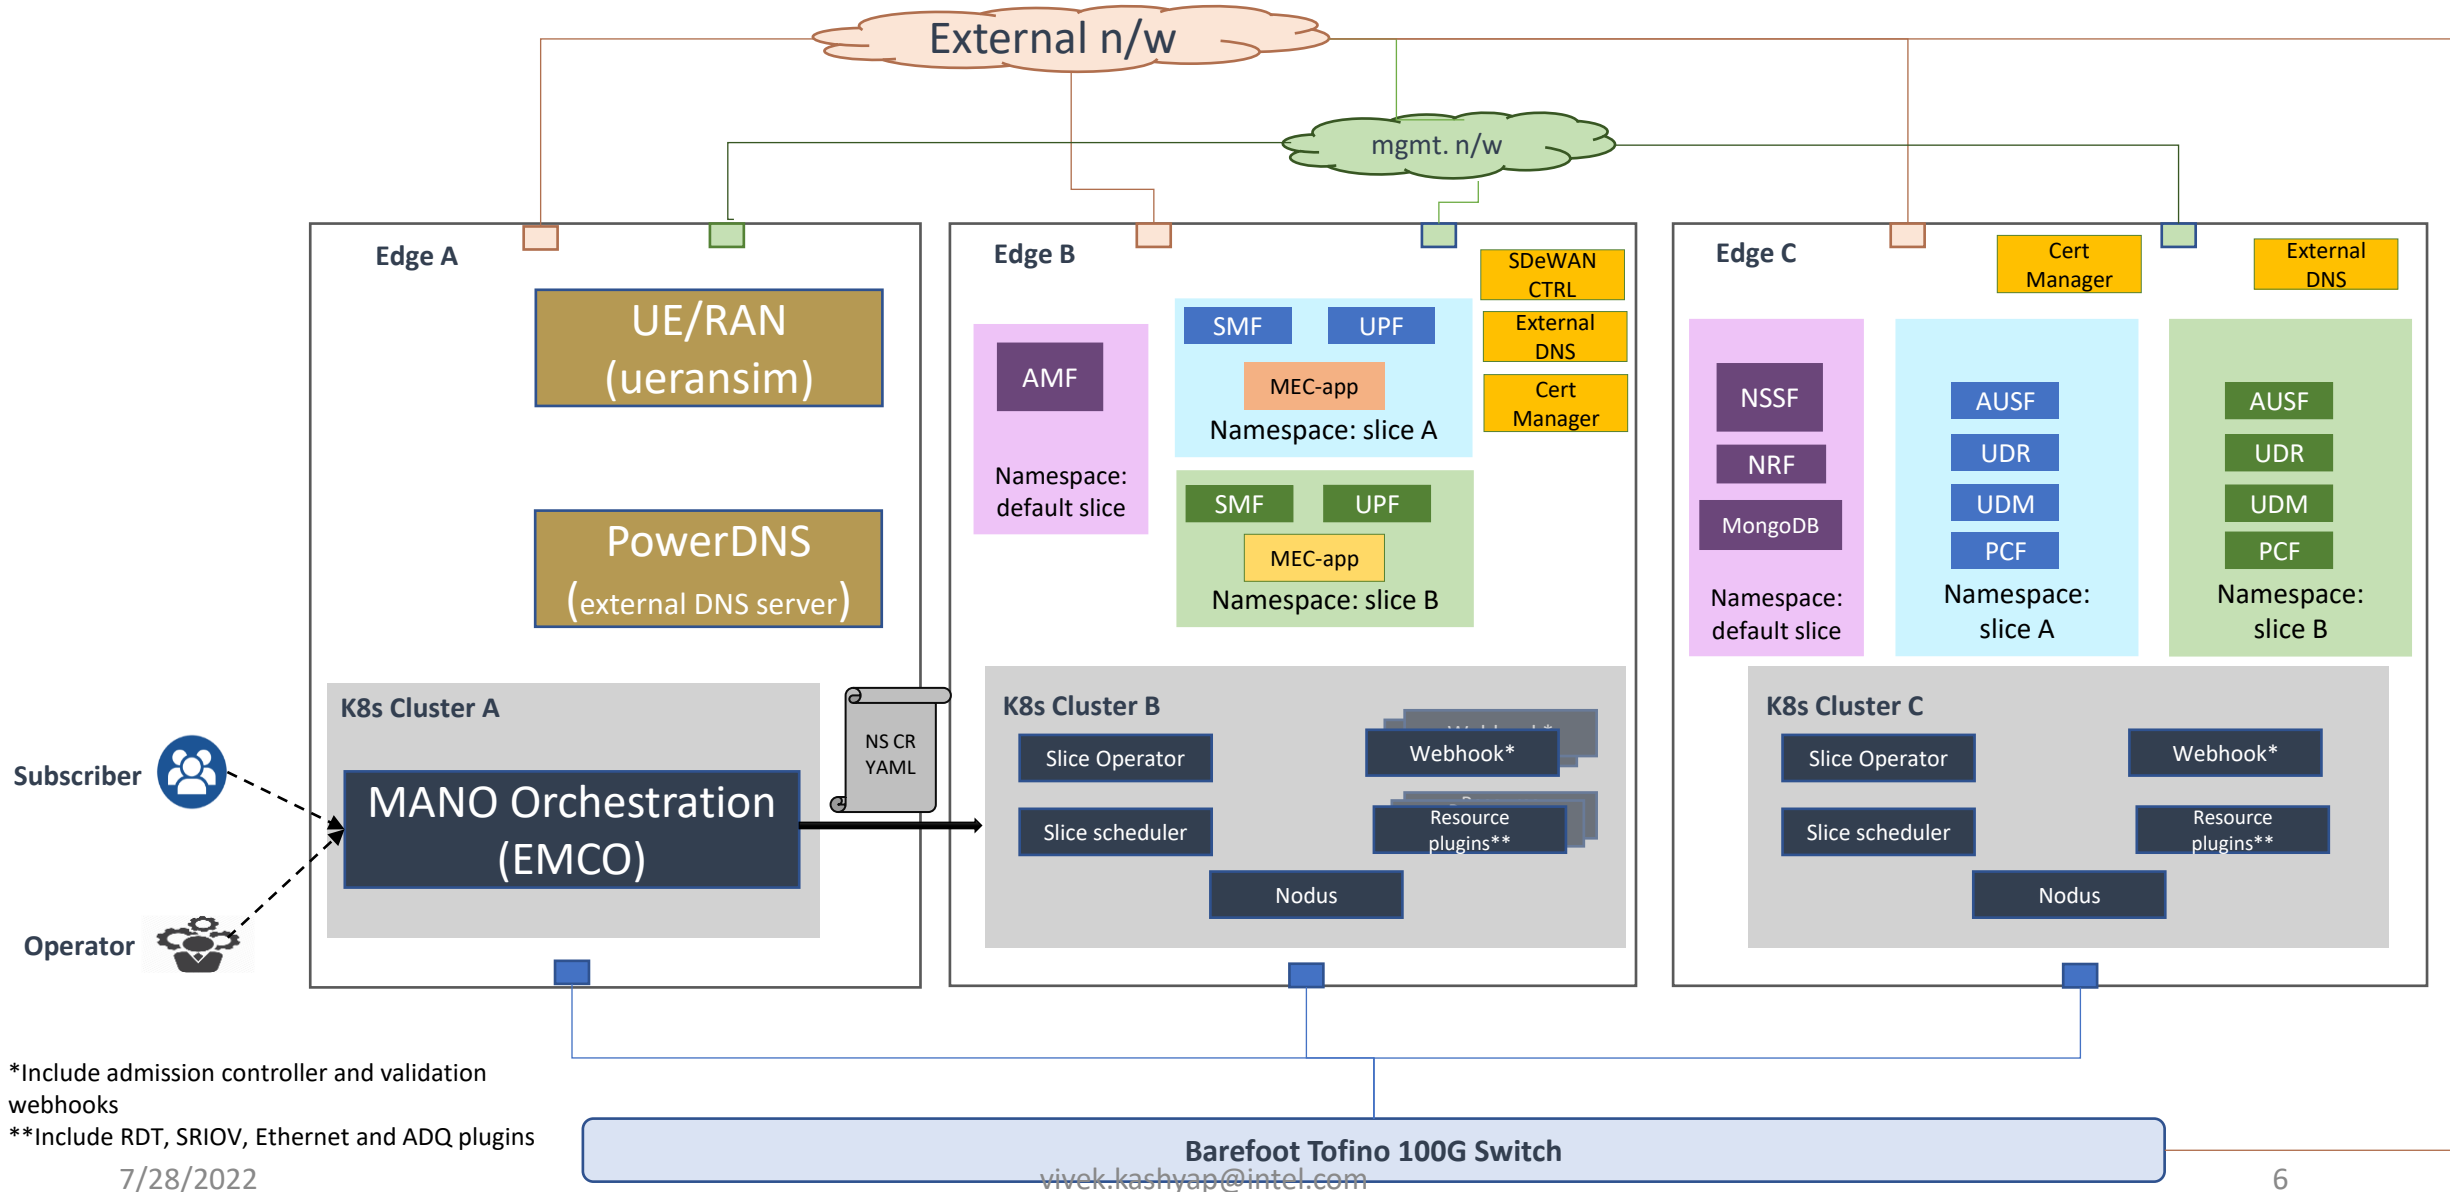 External n/w
mgmt. n/w
Edge A
UE/RAN
(ueransim)
PowerDNS
(external DNS server)
K8s Cluster A
MANO Orchestration
(EMCO)
NS CR
YAML
Subscriber
Operator
Edge B
SDeWAN
CTRL
External
DNS
Cert
Manager
AMF
Namespace:
default slice
SMF
UPF
MEC-app
Namespace: slice A
SMF
UPF
MEC-app
Namespace: slice B
K8s Cluster B
Slice Operator
Webhook*
Webhook*
Slice scheduler
Resource
plugins**
Nodus
Edge C
Cert
Manager
External
DNS
NSSF
NRF
MongoDB
Namespace:
default slice
AUSF
UDR
UDM
PCF
Namespace:
slice A
AUSF
UDR
UDM
PCF
Namespace:
slice B
K8s Cluster C
Slice Operator
Webhook*
Slice scheduler
Resource
plugins**
Nodus
*Include admission controller and validation
webhooks
**Include RDT, SRIOV, Ethernet and ADQ plugins
Barefoot Tofino 100G Switch
7/28/2022
vivek.kashyap@intel.com
6